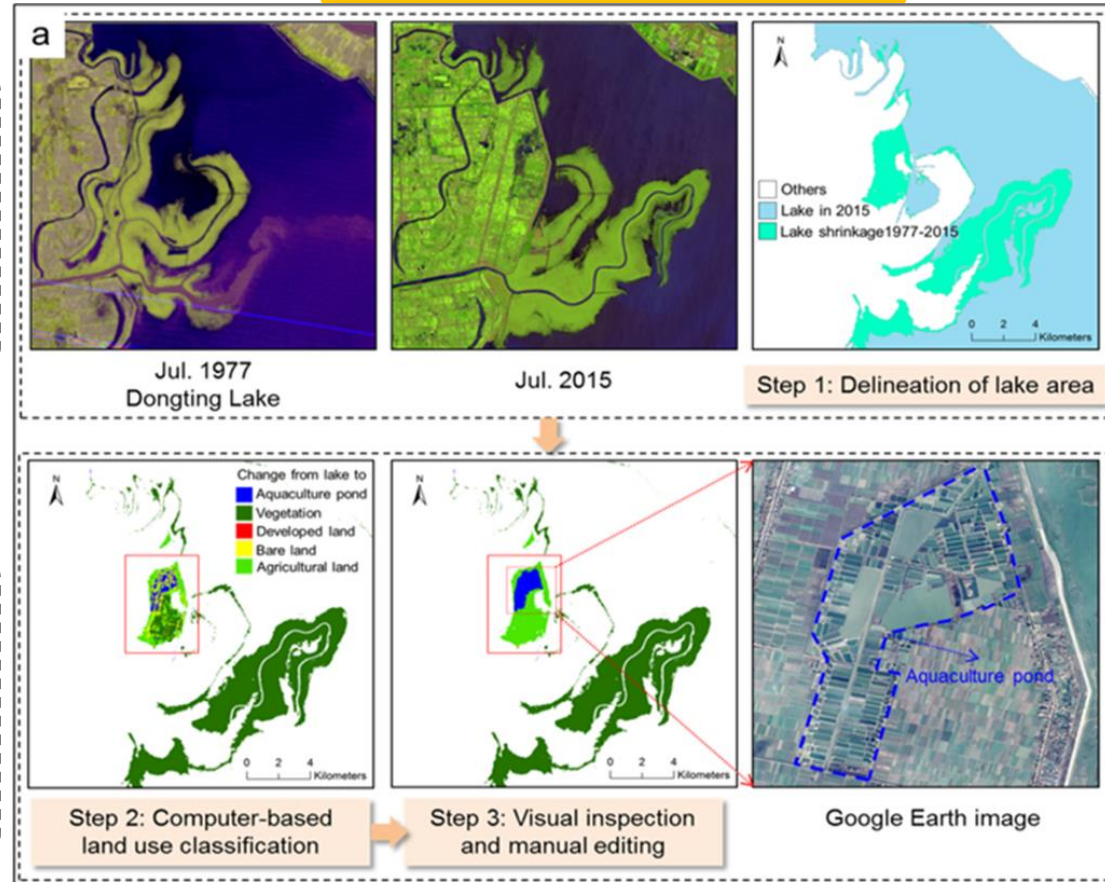 a
Jul. 1977
Dongting Lake
Jul. 2015
N
Others
Lake in 2015
Lake shrinkage1977-2015
0 2 4
Kilometers
Step 1: Delineation of lake area
N
Change from lake to
Aquaculture pond
Vegetation
Developed land
Bare land
Agricultural land
0 2 4
Kilometers
Step 2: Computer-based
land use classification
N
0 2 4
Kilometers
Step 3: Visual inspection
and manual editing
Aquaculture pond
Google Earth image